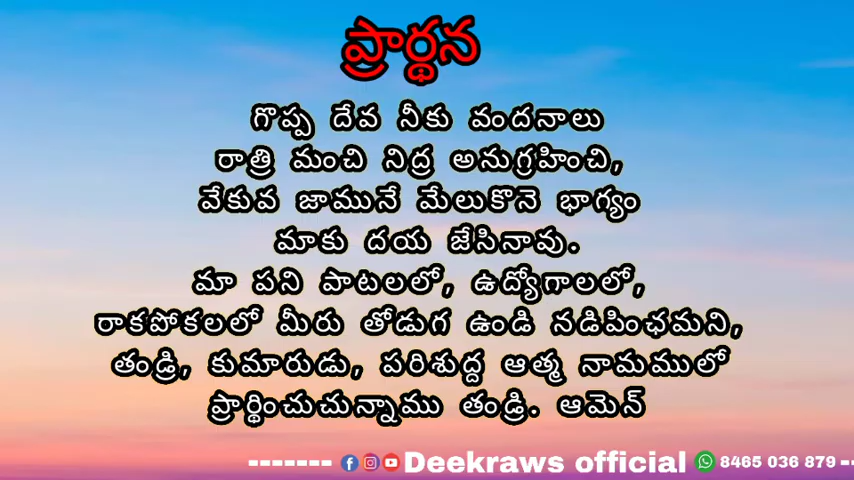 ప్రార్థన
గొప్ప దేవ నీకు వందనాలు
రాత్రి మంచి నిద్ర అనుగ్రహించి,
వేకువ జామునే మేలుకొనె భాగ్యం
మాకు దయ జేసినావు.
మా పని పాటలలో, ఉద్యోగాలలో,
రాకపోకలలో మీరు తోడుగ ఉండి నడిపింఛమని,
తండ్రి, కుమారుడు, పరిశుద్ద ఆత్మ నామములో
ప్రార్థించుచున్నాము తండ్రి. ఆమెన్
------- Deekraws official 8465 036 879 --